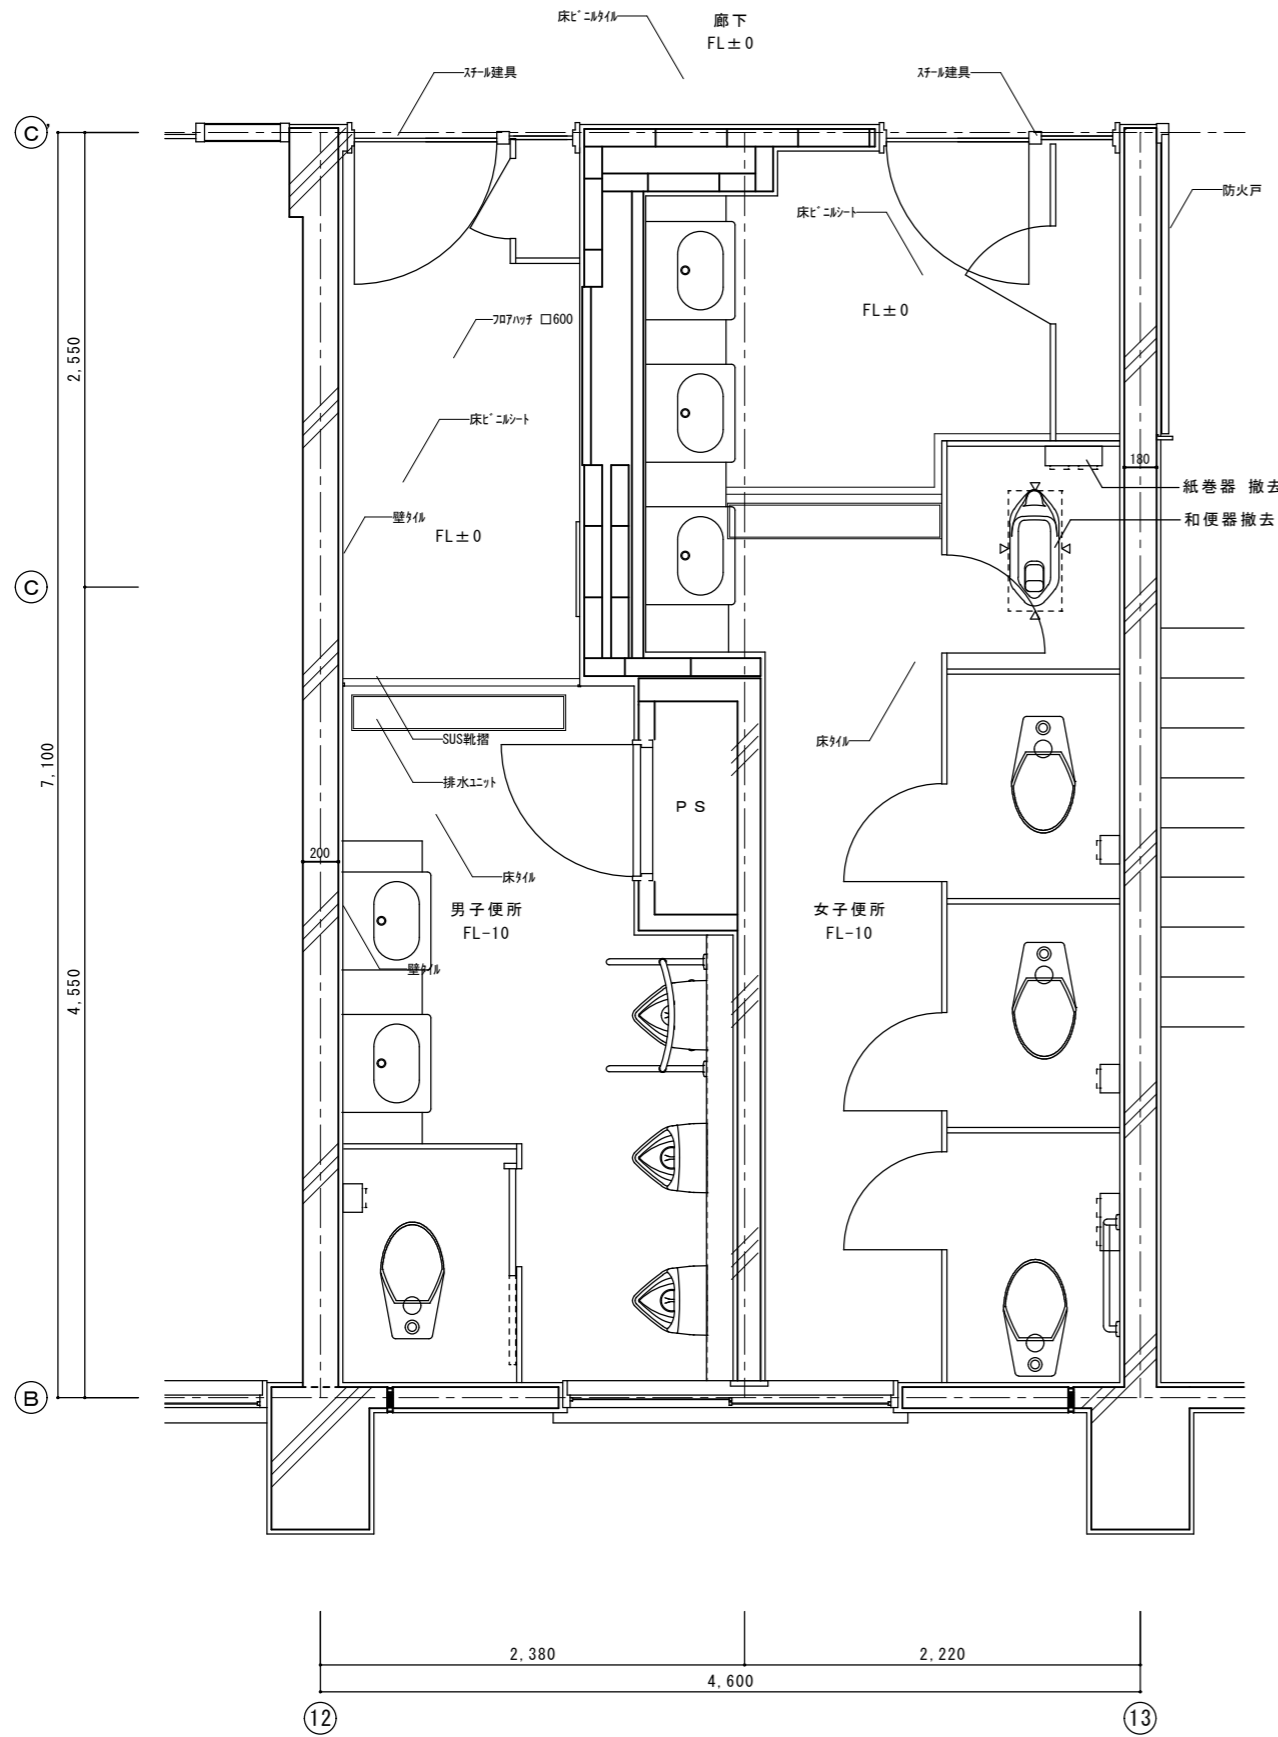 床ﾋﾞﾆﾙﾀｲﾙ
廊下
FL±0
ｽﾁｰﾙ建具
ｽﾁｰﾙ建具
C'
防火戸
床ﾋﾞﾆﾙｼｰﾄ
FL±0
ﾌﾛｱﾊｯﾁ □600
2,550
床ﾋﾞﾆﾙｼｰﾄ
180
紙巻器 撤去
壁ﾀｲﾙ
FL±0
和便器撤去
C
SUS靴摺
床ﾀｲﾙ
7,100
排水ﾕﾆｯﾄ
PS
200
床ﾀｲﾙ
男子便所
FL-10
女子便所
FL-10
壁ﾀｲﾙ
4,550
B
2,380
2,220
4,600
12
13